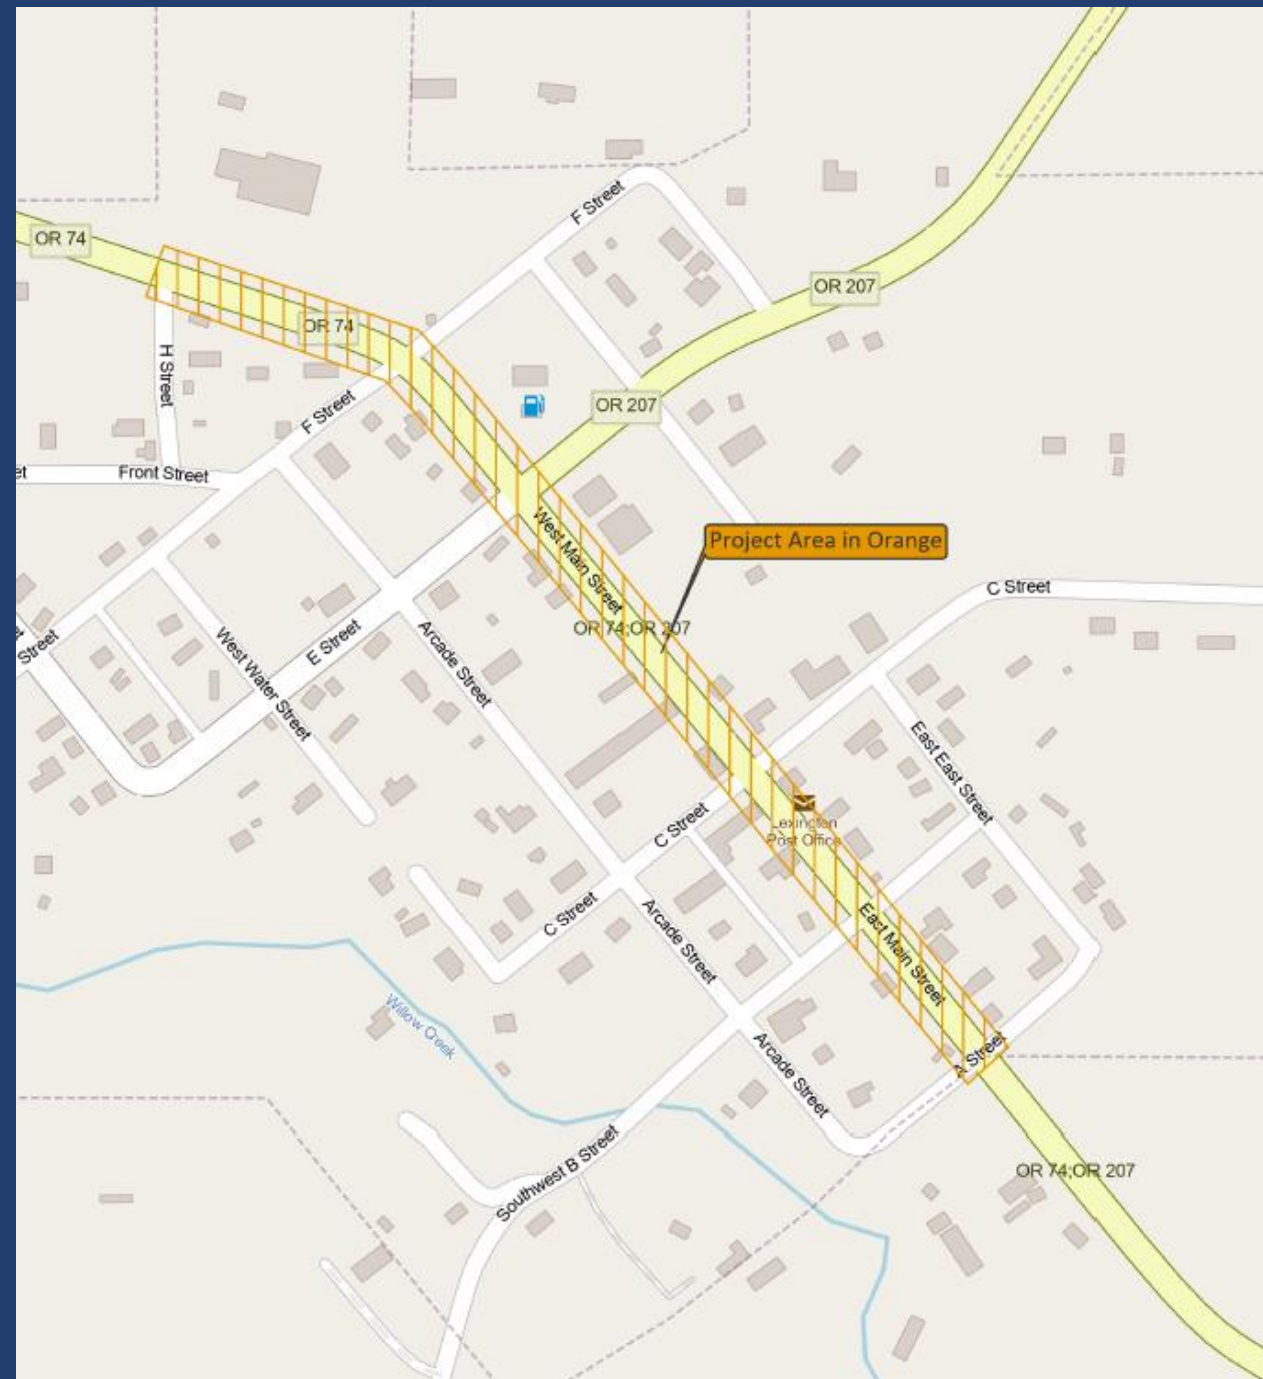 F Street
OR 74
OR 207
OR 74
H Street
OR 207
F Street
Front Street
West Main Street
Project Area in Orange
C Street
OR 74;OR 207
E Street
Arcade Street
Street
West Water Street
East East Street
Lexington
Post Office
C Street
C Street
Arcade Street
East Main Street
Willow Creek
Arcade Street
A Street
Southwest B Street
OR 74;OR 207